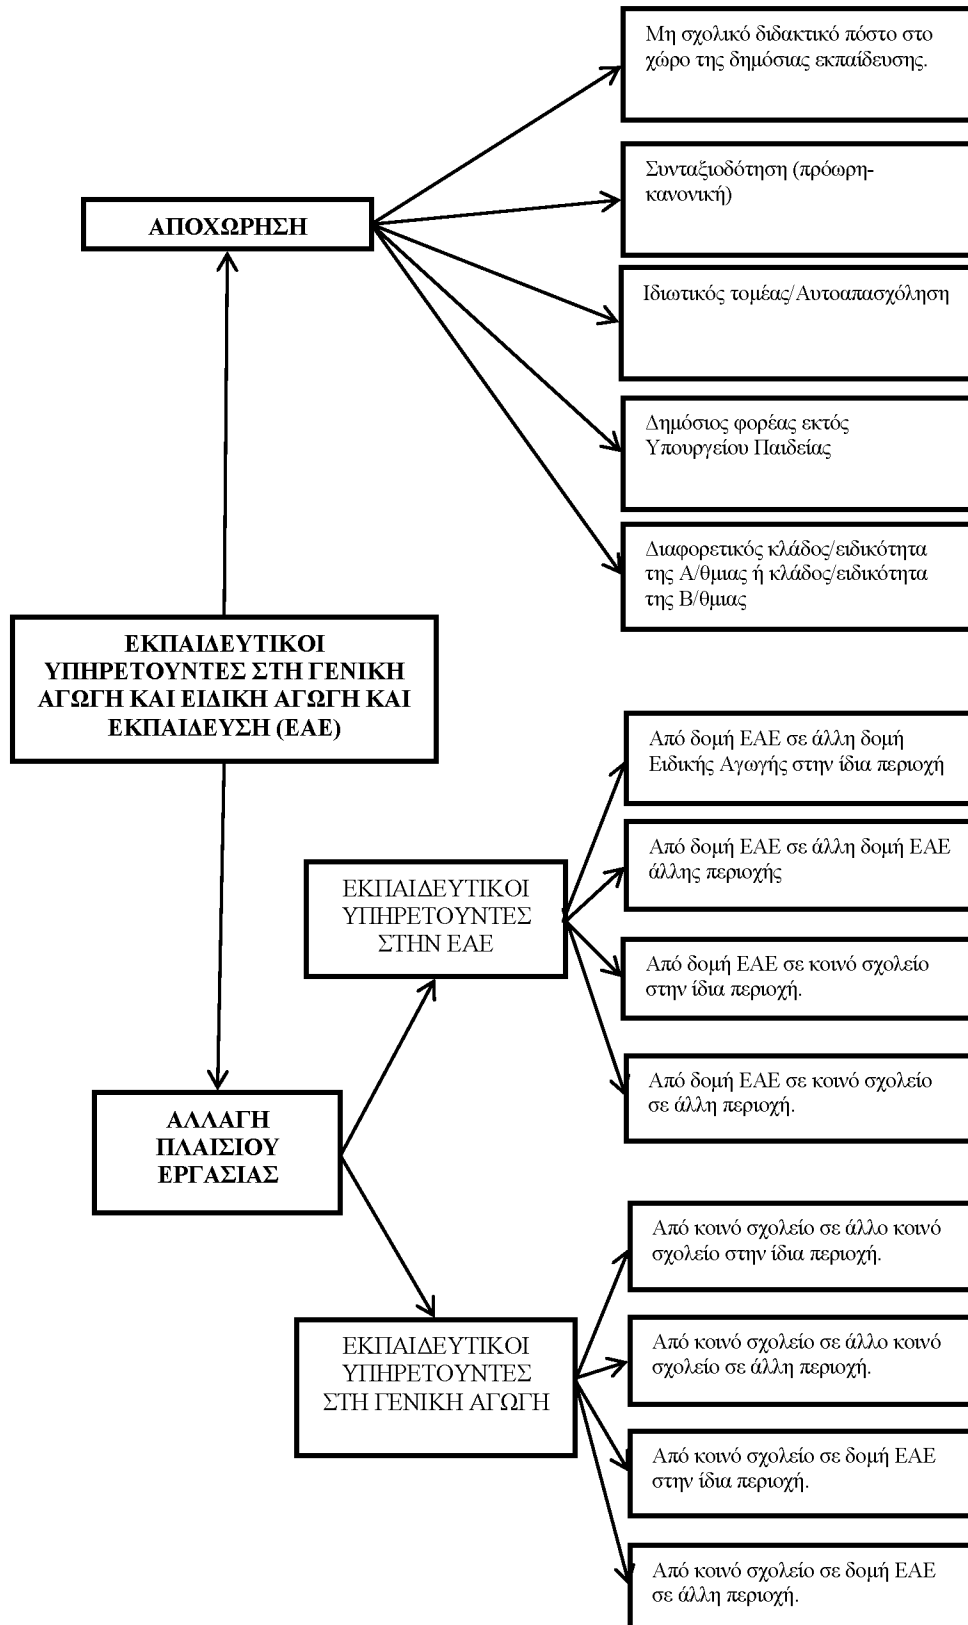 Μη σχολικό διδακτικό πόστο στο
χώρο της δημόσιας εκπαίδευσης.
Συνταξιοδότηση (πρόωρη-
κανονική)
ΑΠΟΧΩΡΗΣΗ
Ιδιωτικός τομέας/Αυτοαπασχόληση
Δημόσιος φορέας εκτός
Υπουργείου Παιδείας
Διαφορετικός κλάδος/ειδικότητα
της Α/θμιας ή κλάδος/ειδικότητα
της Β/θμιας
ΕΚΠΑΙΔΕΥΤΙΚΟΙ
ΥΠΗΡΕΤΟΥΝΤΕΣ ΣΤΗ ΓΕΝΙΚΗ
ΑΓΩΓΗ ΚΑΙ ΕΙΔΙΚΗ ΑΓΩΓΗ ΚΑΙ
ΕΚΠΑΙΔΕΥΣΗ (ΕΑΕ)
Από δομή ΕΑΕ σε άλλη δομή
Ειδικής Αγωγής στην ίδια περιοχή
Από δομή ΕΑΕ σε άλλη δομή ΕΑΕ
άλλης περιοχής
ΕΚΠΑΙΔΕΥΤΙΚΟΙ
ΥΠΗΡΕΤΟΥΝΤΕΣ
ΣΤΗΝ ΕΑΕ
Από δομή ΕΑΕ σε κοινό σχολείο
στην ίδια περιοχή.
Από δομή ΕΑΕ σε κοινό σχολείο
σε άλλη περιοχή.
ΑΛΛΑΓΗ
ΠΛΑΙΣΙΟΥ
ΕΡΓΑΣΙΑΣ
Από κοινό σχολείο σε άλλο κοινό
σχολείο στην ίδια περιοχή.
Από κοινό σχολείο σε άλλο κοινό
σχολείο σε άλλη περιοχή.
ΕΚΠΑΙΔΕΥΤΙΚΟΙ
ΥΠΗΡΕΤΟΥΝΤΕΣ
ΣΤΗ ΓΕΝΙΚΗ ΑΓΩΓΗ
Από κοινό σχολείο σε δομή ΕΑΕ
στην ίδια περιοχή.
Από κοινό σχολείο σε δομή ΕΑΕ
σε άλλη περιοχή.